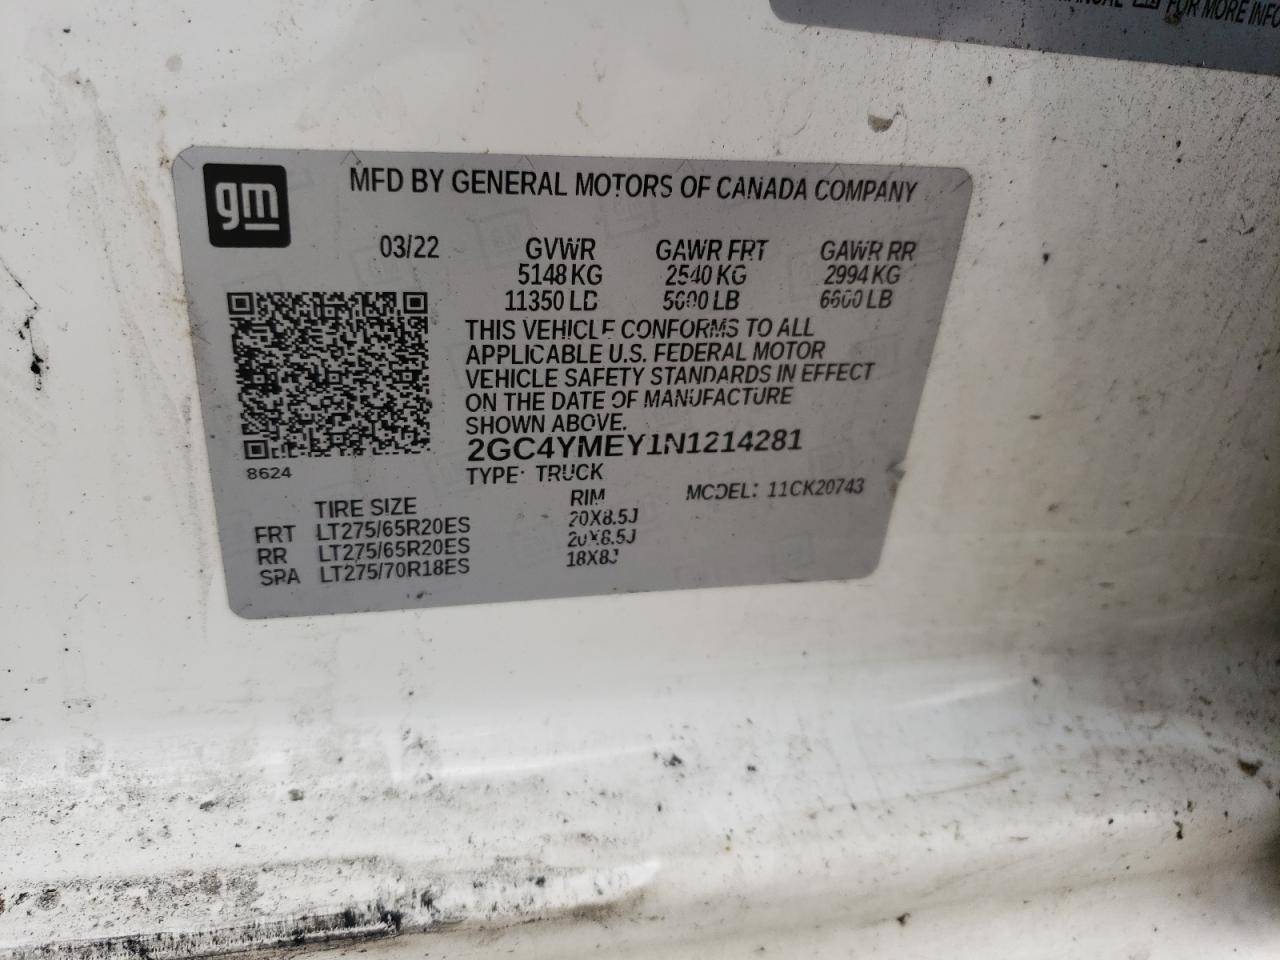 MANUAL FOR MORE INFO
gm
MFD BY GENERAL MOTORS OF CANADA COMPANY
03/22 GVWR GAWR FRT GAWR RR
5148 KG 2540 KG 2994 KG
11350 LB 5600 LB 6600 LB
THIS VEHICLE CONFORMS TO ALL
APPLICABLE U.S. FEDERAL MOTOR
VEHICLE SAFETY STANDARDS IN EFFECT
ON THE DATE OF MANUFACTURE
SHOWN ABOVE.
2GC4YMEY1N1214281
8624
TYPE: TRUCK
MODEL: 11CK20743
TIRE SIZE RIM
FRT LT275/65R20ES 20X8.5J
RR LT275/65R20ES 20X8.5J
SPA LT275/70R18ES 18X8J